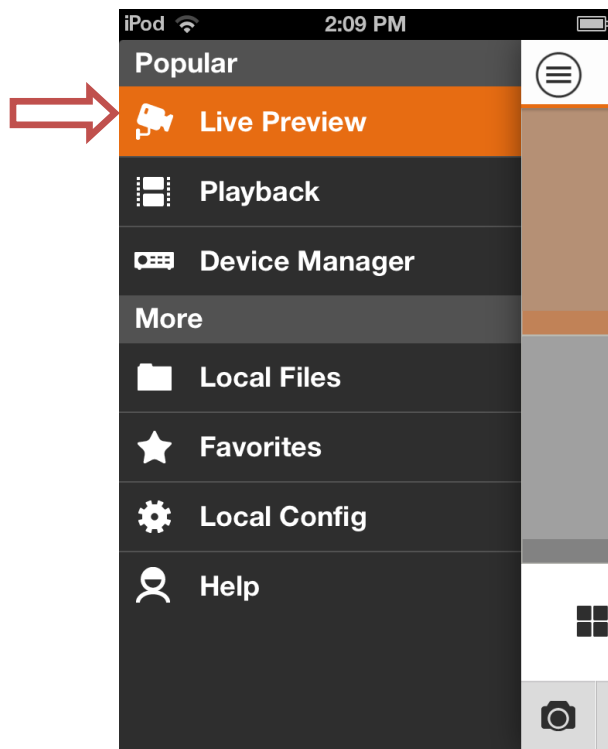 iPod 2:09 PM
Popular
Live Preview
Playback
Device Manager
More
Local Files
Favorites
Local Config
Help